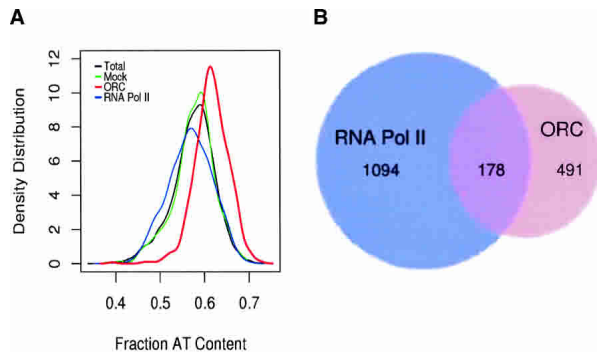 A
B
Density Distribution
12
10
8
6
4
2
0
Total
Mock
ORC
RNA Pol II
0.4 0.5 0.6 0.7
Fraction AT Content
RNA Pol II
1094
178
ORC
491